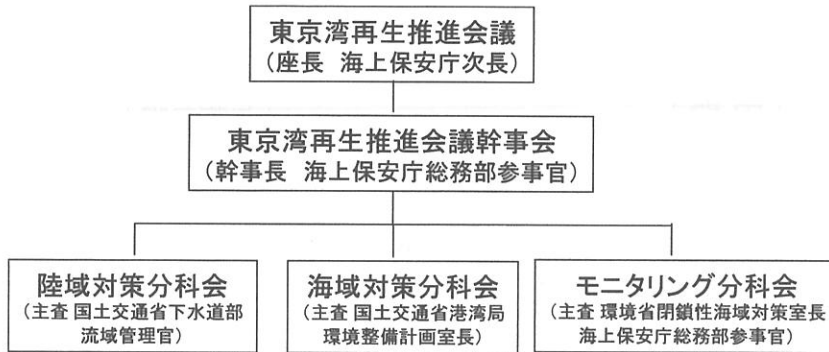 東京湾再生推進会議
（座長 海上保安庁次長）
東京湾再生推進会議幹事会
（幹事長 海上保安庁総務部参事官）
陸域対策分科会
（主査 国土交通省下水道部
流域管理官）
海域対策分科会
（主査 国土交通省港湾局
環境整備計画室長）
モニタリング分科会
（主査 環境省閉鎖性海域対策室長
海上保安庁総務部参事官）